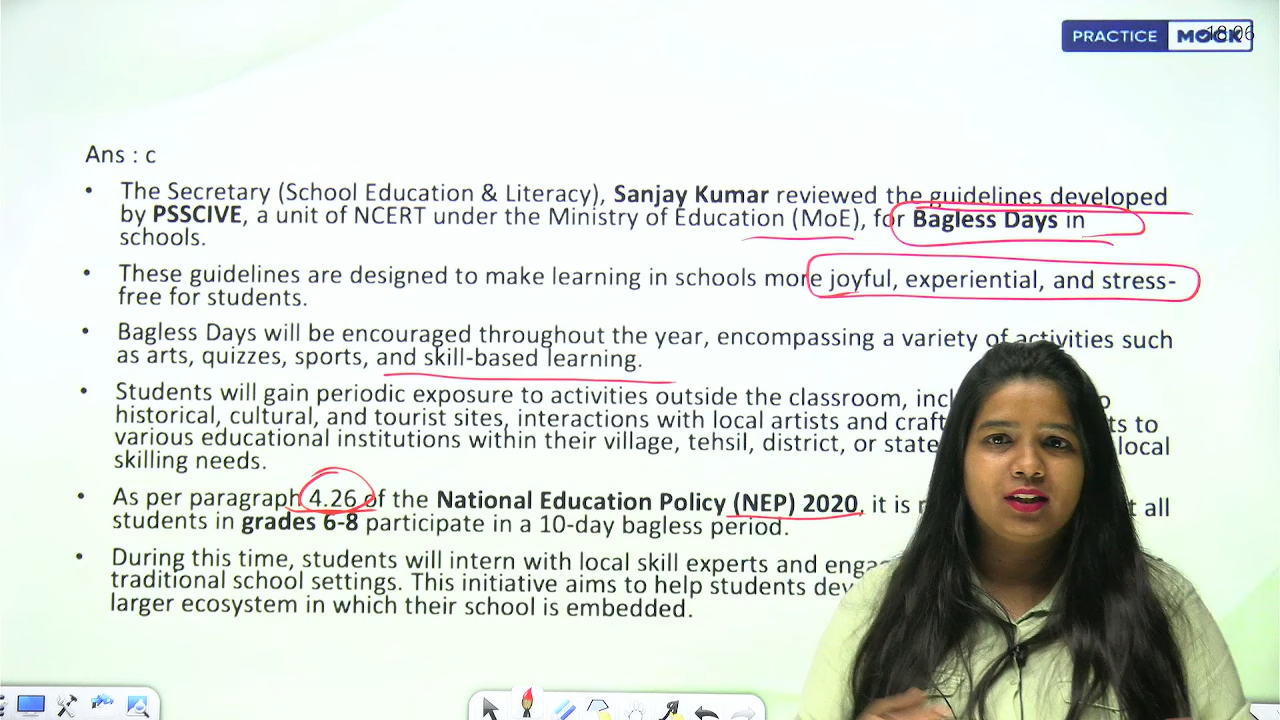 PRACTICE MOCK
18:06
Ans : c
• The Secretary (School Education & Literacy), Sanjay Kumar reviewed the guidelines developed
by PSSCIVE, a unit of NCERT under the Ministry of Education (MoE), for Bagless Days in
schools.
• These guidelines are designed to make learning in schools more joyful, experiential, and stress-
free for students.
• Bagless Days will be encouraged throughout the year, encompassing a variety of activities such
as arts, quizzes, sports, and skill-based learning.
• Students will gain periodic exposure to activities outside the classroom,
historical, cultural, and tourist sites, interactions with local artists and to
various educational institutions within their village, tehsil, district, or state local
skilling needs.
• As per paragraph 4.26 of the National Education Policy (NEP) 2020, it is all
students in grades 6-8 participate in a 10-day bagless period.
• During this time, students will intern with local skill experts and
traditional school settings. This initiative aims to help students
larger ecosystem in which their school is embedded.